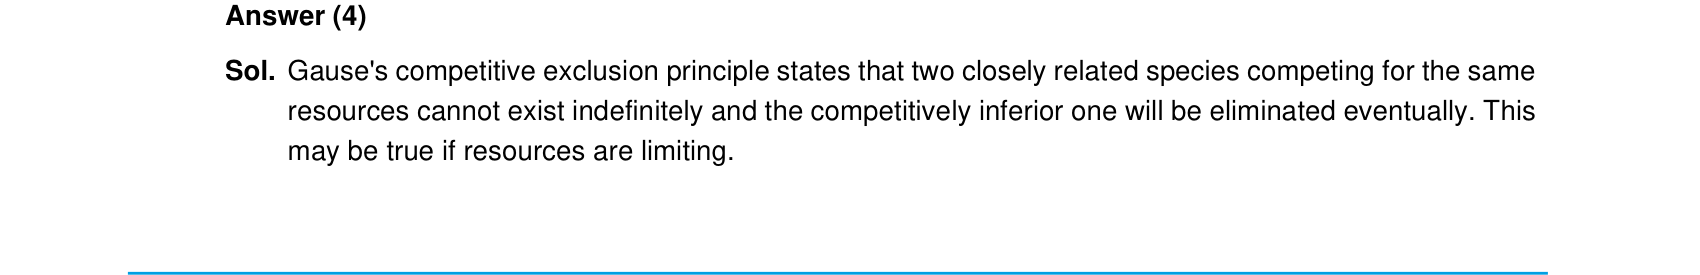 Answer (4)
Sol. Gause's competitive exclusion principle states that two closely related species competing for the same
resources cannot exist indefinitely and the competitively inferior one will be eliminated eventually. This
may be true if resources are limiting.